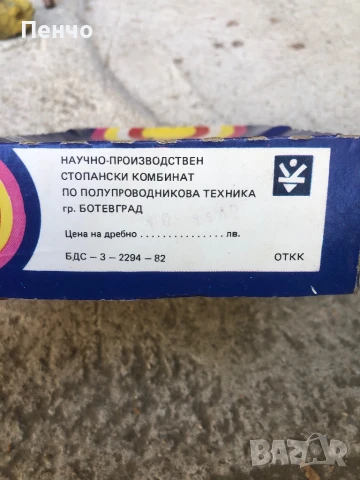 Пенчо
НАУЧНО-ПРОИЗВОДСТВЕН
СТОПАНСКИ КОМБИНАТ
ПО ПОЛУПРОВОДНИКОВА ТЕХНИКА
гр. БОТЕВГРАД
Цена на дребно . . . . . . . . . . . . . . . лв.
БДС — 3 — 2294 — 82 ОТКК
BAZAR